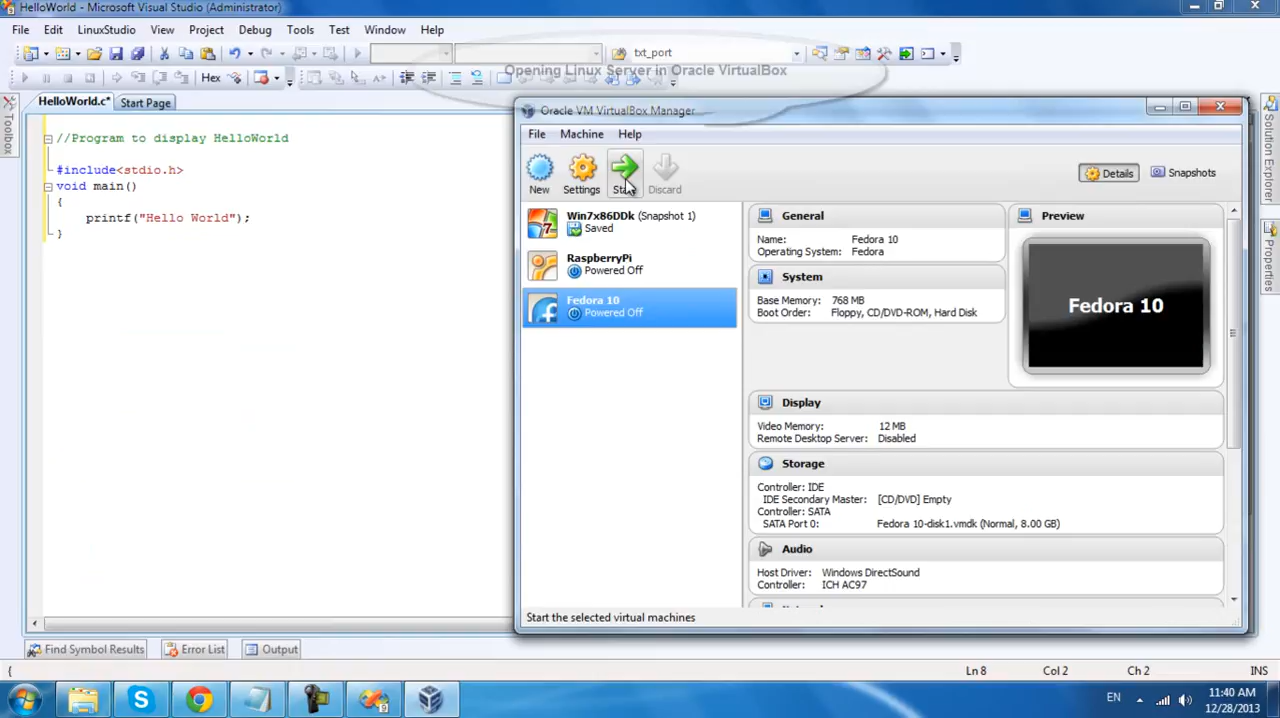 HelloWorld - Microsoft Visual Studio (Administrator)
File Edit LinuxStudio View Project Debug Tools Test Window Help
txt_port
Hex
Opening Linux Server in Oracle VirtualBox
HelloWorld.c* Start Page
Toolbox
Solution Explorer
Properties
//Program to display HelloWorld
#include<stdio.h>
void main()
{
printf("Hello World");
}
Oracle VM VirtualBox Manager
File Machine Help
New Settings Start Discard
Details Snapshots
Win7x86DDk (Snapshot 1)
Saved
RaspberryPi
Powered Off
Fedora 10
Powered Off
General
Name: Fedora 10
Operating System: Fedora
System
Base Memory: 768 MB
Boot Order: Floppy, CD/DVD-ROM, Hard Disk
Preview
Fedora 10
Display
Video Memory: 12 MB
Remote Desktop Server: Disabled
Storage
Controller: IDE
IDE Secondary Master: [CD/DVD] Empty
Controller: SATA
SATA Port 0: Fedora 10-disk1.vmdk (Normal, 8.00 GB)
Audio
Host Driver: Windows DirectSound
Controller: ICH AC97
Start the selected virtual machines
Find Symbol Results Error List Output
{ Ln 8 Col 2 Ch 2 INS
EN
11:40 AM
12/28/2013